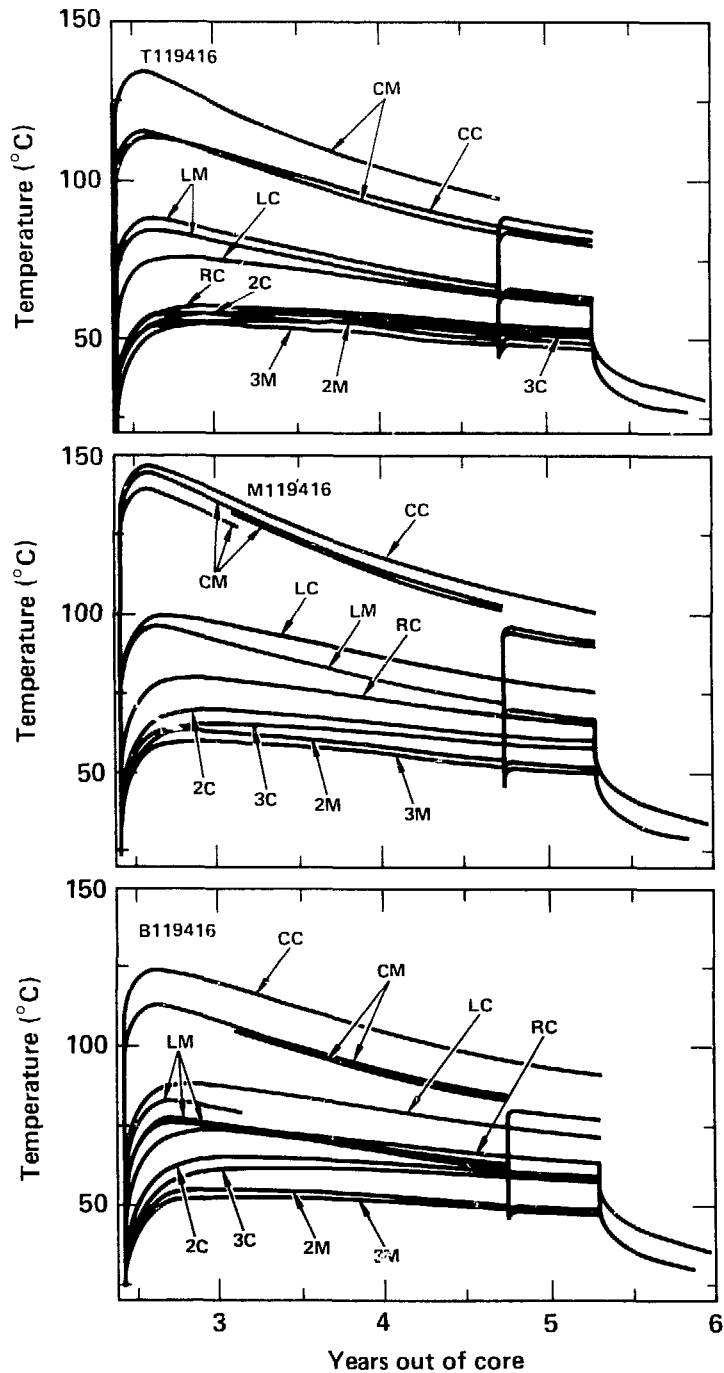 150
T119416
CM
CC
100
LM
LC
RC
2C
50
3M
2M
3C
Temperature (°C)
150
M119416
CC
CM
100
LC
LM
RC
50
2C
3C
2M
3M
Temperature (°C)
150
B119416
CC
CM
LC
RC
100
LM
50
2C
3C
2M
3M
Temperature (°C)
3
4
5
6
Years out of core